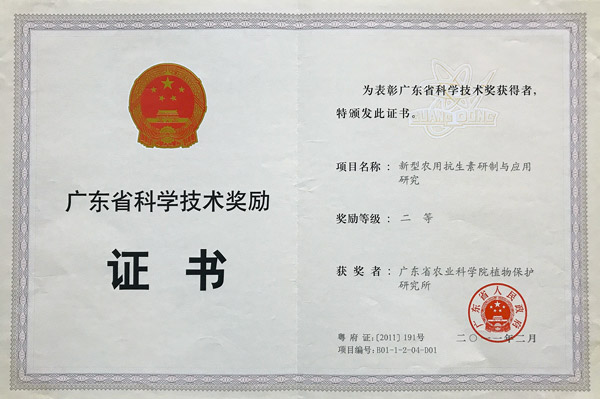 广东省科学技术奖励
证书
为表彰广东省科学技术奖获得者,
特颁发此证书。
GUANG DONG
项目名称: 新型农用抗生素研制与应用
研究
奖励等级: 二 等
获 奖 者: 广东省农业科学院植物保护
研究所
广东省人民政府
粤 府 证:[2011] 191号
二〇一一年二月
项目编号:B01-1-2-04-D01